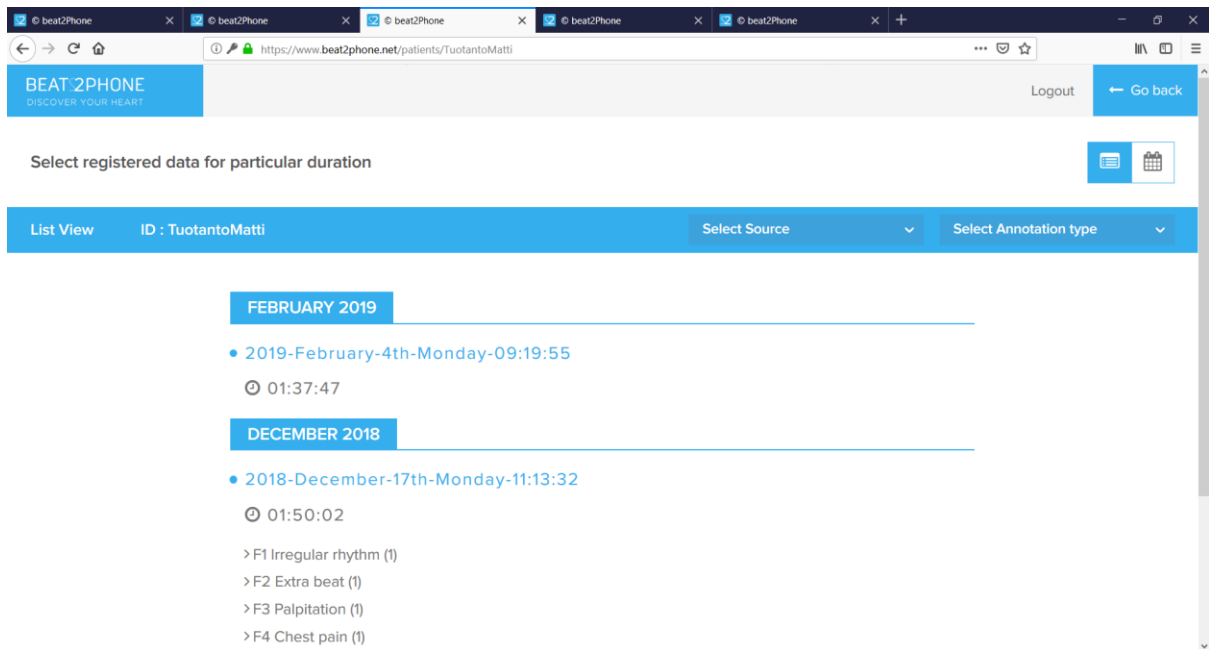 © beat2Phone © beat2Phone © beat2Phone © beat2Phone © beat2Phone
https://www.beat2phone.net/patients/TuotantoMatti
BEAT2PHONE Logout Go back
DISCOVER YOUR HEART
Select registered data for particular duration
List View ID : TuotantoMatti Select Source Select Annotation type
FEBRUARY 2019
2019-February-4th-Monday-09:19:55
01:37:47
DECEMBER 2018
2018-December-17th-Monday-11:13:32
01:50:02
F1 Irregular rhythm (1)
F2 Extra beat (1)
F3 Palpitation (1)
F4 Chest pain (1)